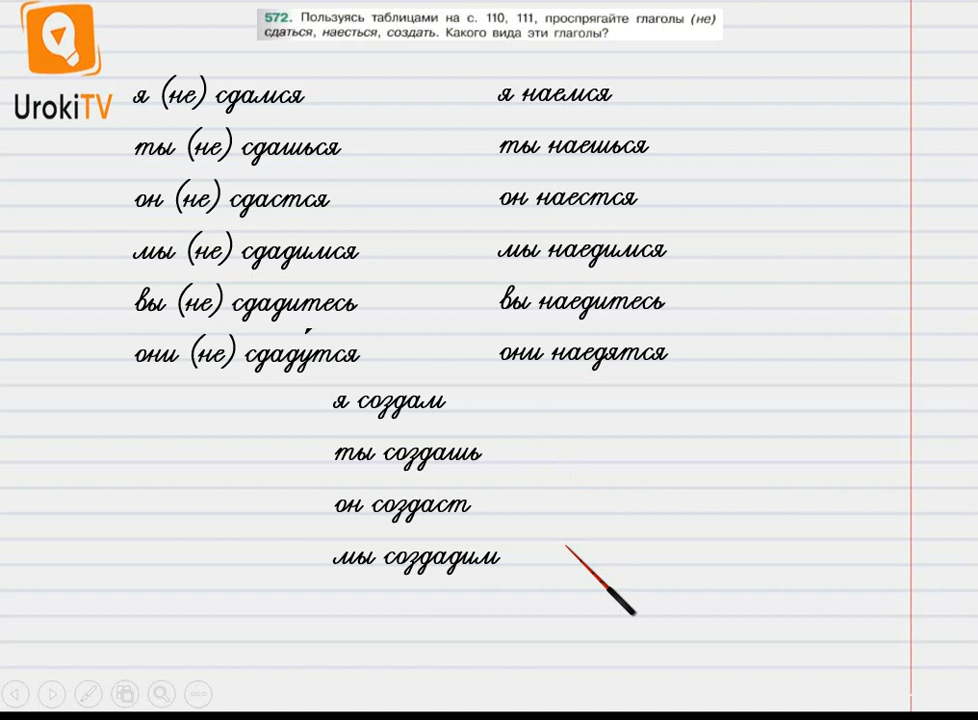 572. Пользуясь таблицами на с. 110, 111, проспрягайте глаголы (не)
сдаться, наесться, создать. Какого вида эти глаголы?
UrokiTV
я (не) сдамся
ты (не) сдашься
он (не) сдастся
мы (не) сдадимся
вы (не) сдадитесь
они (не) сдаду́тся
я наемся
ты наешься
он наестся
мы наедимся
вы наедитесь
они наедятся
я создам
ты создашь
он создаст
мы создадим